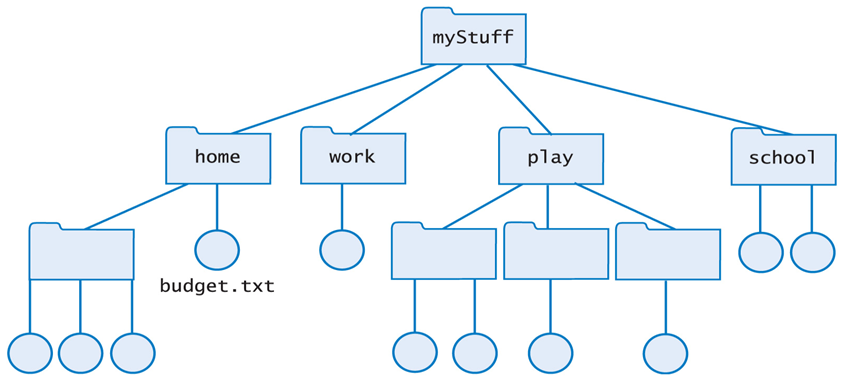 myStuff
home
work
play
school
budget.txt